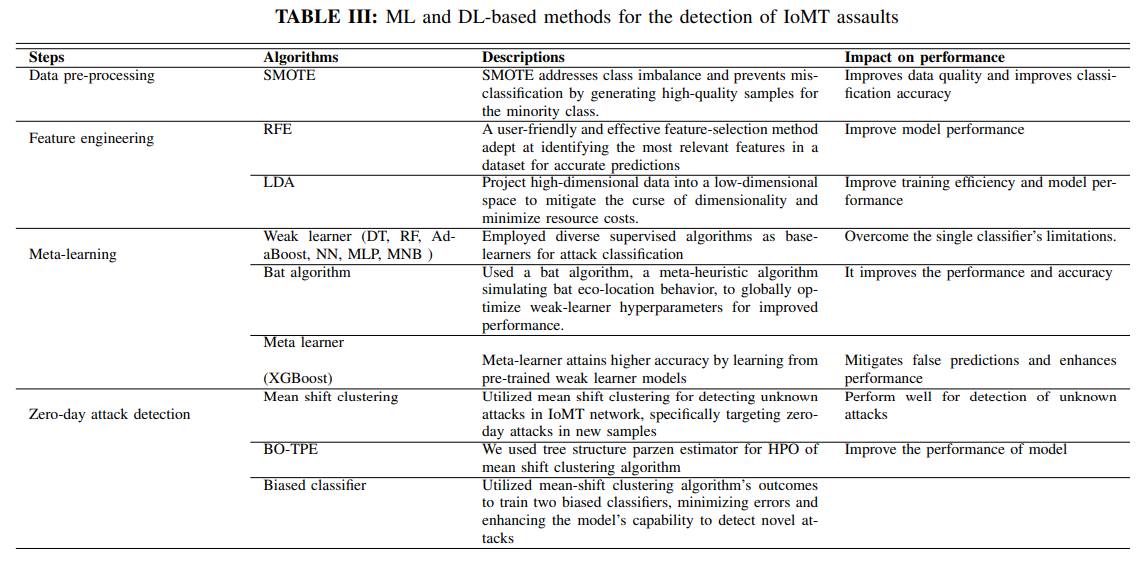 TABLE III: ML and DL-based methods for the detection of IoMT assaults
Steps Algorithms Descriptions Impact on performance
Data pre-processing SMOTE SMOTE addresses class imbalance and prevents mis- Improves data quality and improves classi-
classification by generating high-quality samples for fication accuracy
the minority class.
Feature engineering RFE A user-friendly and effective feature-selection method Improve model performance
adept at identifying the most relevant features in a
dataset for accurate predictions
LDA Project high-dimensional data into a low-dimensional Improve training efficiency and model per-
space to mitigate the curse of dimensionality and formance
minimize resource costs.
Meta-learning Weak learner (DT, RF, Ad- Employed diverse supervised algorithms as base- Overcome the single classifier's limitations.
aBoost, NN, MLP, MNB ) learners for attack classification
Bat algorithm Used a bat algorithm, a meta-heuristic algorithm It improves the performance and accuracy
simulating bat eco-location behavior, to globally op-
timize weak-learner hyperparameters for improved
performance.
Meta learner
(XGBoost) Meta-learner attains higher accuracy by learning from Mitigates false predictions and enhances
pre-trained weak learner models performance
Zero-day attack detection Mean shift clustering Utilized mean shift clustering for detecting unknown Perform well for detection of unknown
attacks in IoMT network, specifically targeting zero- attacks
day attacks in new samples
BO-TPE We used tree structure parzen estimator for HPO of Improve the performance of model
mean shift clustering algorithm
Biased classifier Utilized mean-shift clustering algorithm's outcomes
to train two biased classifiers, minimizing errors and
enhancing the model's capability to detect novel at-
tacks